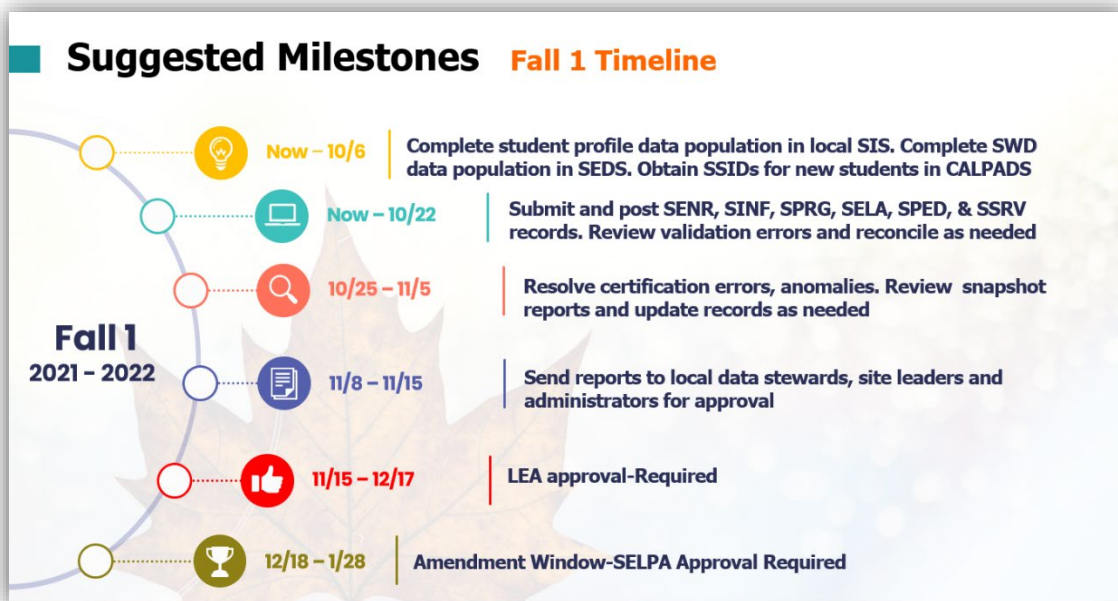 Suggested Milestones Fall 1 Timeline
Now – 10/6
Complete student profile data population in local SIS. Complete SWD
data population in SEDS. Obtain SSIDs for new students in CALPADS
Now – 10/22
Submit and post SENR, SINF, SPRG, SELA, SPED, & SSRV
records. Review validation errors and reconcile as needed
10/25 – 11/5
Resolve certification errors, anomalies. Review snapshot
reports and update records as needed
Fall 1
2021 – 2022
11/8 – 11/15
Send reports to local data stewards, site leaders and
administrators for approval
11/15 – 12/17
LEA approval-Required
12/18 – 1/28
Amendment Window-SELPA Approval Required